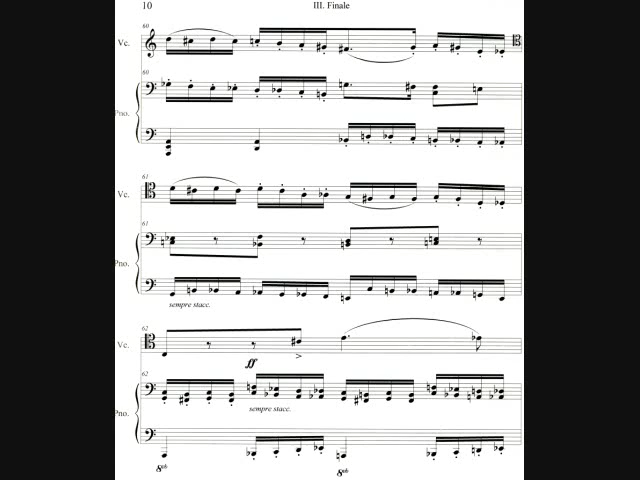 10
III. Finale
Vc.
60
60
Pno.
61
Vc.
61
Pno.
sempre stacc.
62
Vc.
ff
62
Pno.
sempre stacc.
8vb
8vb